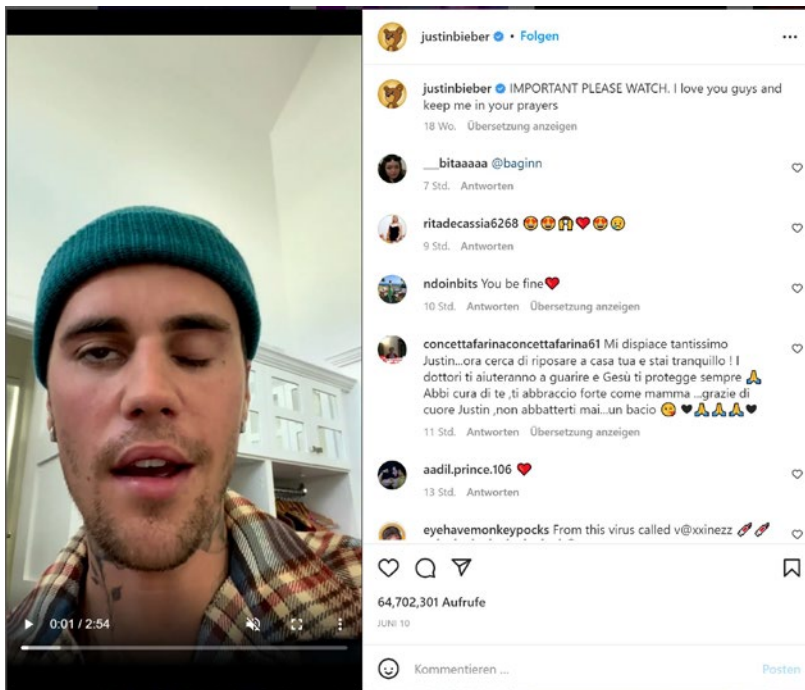 justinbieber • Folgen
justinbieber IMPORTANT PLEASE WATCH. I love you guys and
keep me in your prayers
18 Wo. Übersetzung anzeigen
___bitaaaaa @baginn
7 Std. Antworten
ritadecassia6268 😍😍🙌❤️😍😢
9 Std. Antworten
ndoinbits You be fine❤️
10 Std. Antworten Übersetzung anzeigen
concettafarinaconcettafarina61 Mi dispiace tantissimo
Justin...ora cerca di riposare a casa tua e stai tranquillo ! I
dottori ti aiuteranno a guarire e Gesù ti protegge sempre 🙏
Abbi cura di te ,ti abbraccio forte come mamma ...grazie di
cuore Justin ,non abbatterti mai...un bacio 😘 🖤🙏🙏🙏🖤
11 Std. Antworten Übersetzung anzeigen
aadil.prince.106 ❤️
13 Std. Antworten
eyehavemonkeypocks From this virus called v@xxinezz 💉💉
0:01 / 2:54
64,702,301 Aufrufe
JUNI 10
Kommentieren ...
Posten